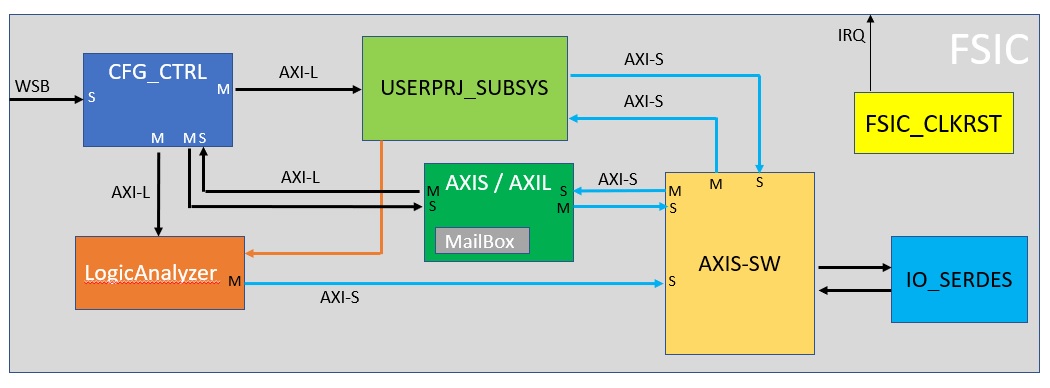 FSIC
IRQ
WSB
S
CFG_CTRL
M
M
M S
AXI-L
USERPRJ_SUBSYS
AXI-S
AXI-S
FSIC_CLKRST
AXI-L
AXI-L
M
S
AXIS / AXIL
S
M
MailBox
AXI-S
M
S
M
S
AXIS-SW
S
LogicAnalyzer
M
AXI-S
IO_SERDES